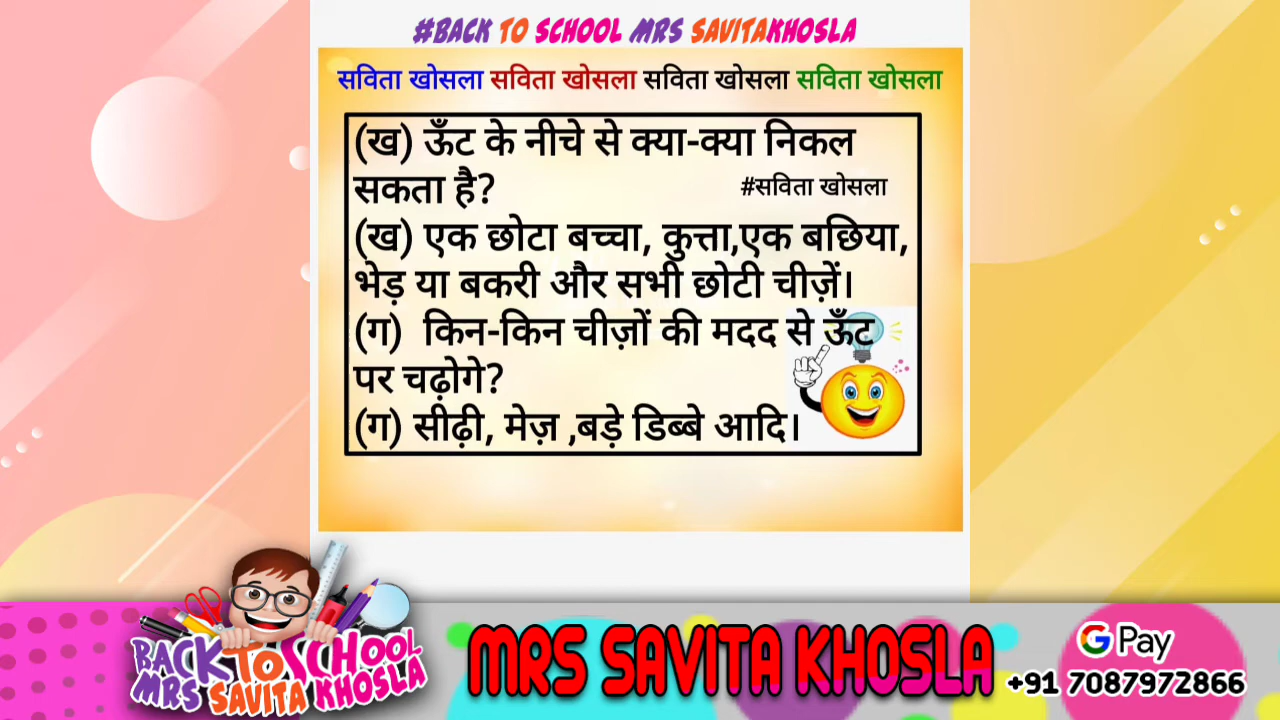 #BACK TO SCHOOL MRS SAVITAKHOSLA
सविता खोसला सविता खोसला सविता खोसला सविता खोसला
(ख) ऊँट के नीचे से क्या-क्या निकल
सकता है?
#सविता खोसला
(ख) एक छोटा बच्चा, कुत्ता,एक बछिया,
भेड़ या बकरी और सभी छोटी चीज़ें।
(ग) किन-किन चीज़ों की मदद से ऊँट
पर चढ़ोगे?
(ग) सीढ़ी, मेज़ ,बड़े डिब्बे आदि।
BACK TO SCHOOL
MRS SAVITA KHOSLA
MRS SAVITA KHOSLA
G Pay
+91 7087972866